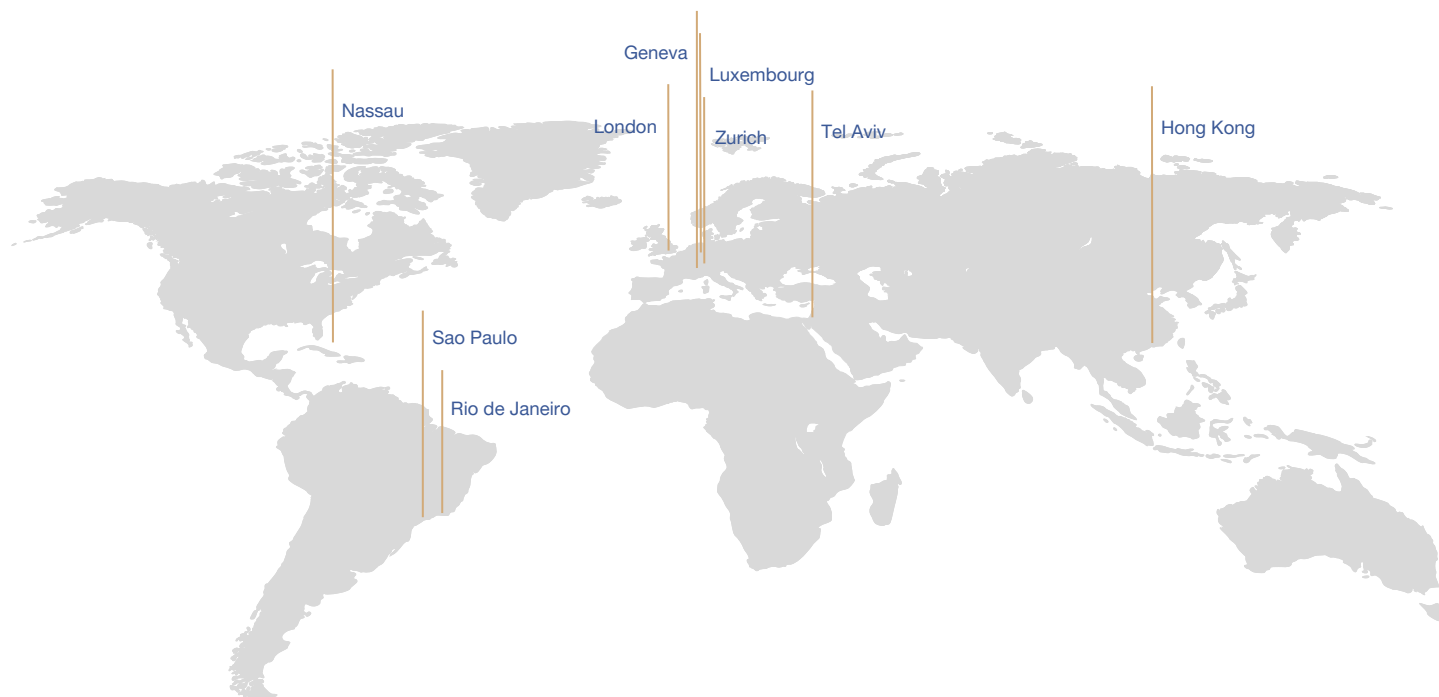 Geneva
Luxembourg
Nassau
London
Zurich
Tel Aviv
Hong Kong
Sao Paulo
Rio de Janeiro